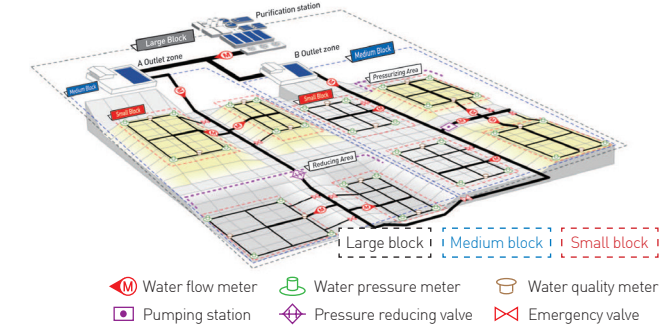 Purification station
Large Block
A Outlet zone
B Outlet zone
Medium Block
Medium Block
Pressurizing Area
Small Block
Small Block
Reducing Area
Large block
Medium block
Small block
M Water flow meter
Water pressure meter
Water quality meter
Pumping station
Pressure reducing valve
Emergency valve